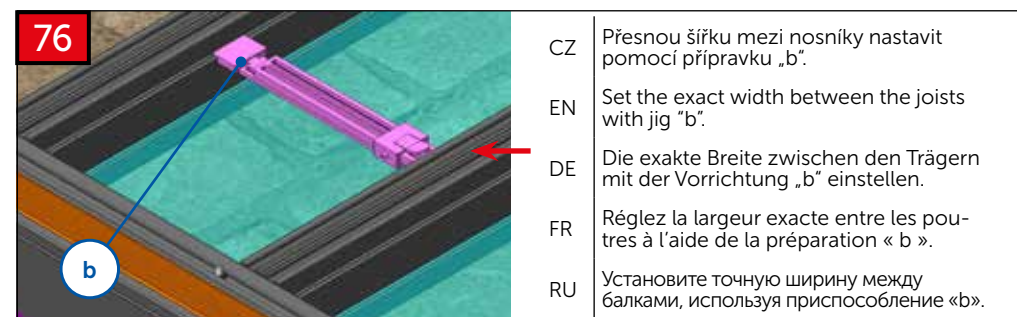 76
b
CZ
Přesnou šířku mezi nosníky nastavit
pomocí přípravku „b“.
EN
Set the exact width between the joists
with jig “b”.
DE
Die exakte Breite zwischen den Trägern
mit der Vorrichtung „b“ einstellen.
FR
Réglez la largeur exacte entre les pou-
tres à l'aide de la préparation « b ».
RU
Установите точную ширину между
балками, используя приспособление «b».